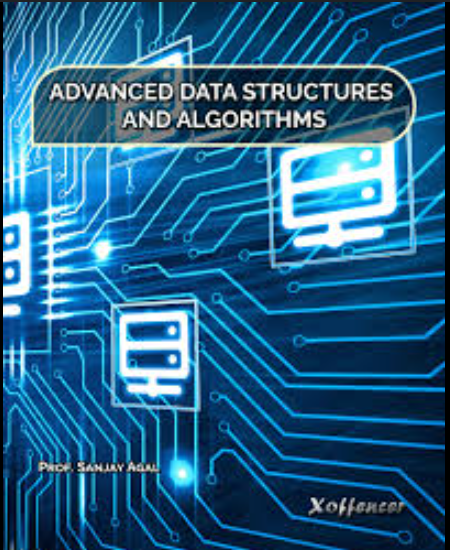 ADVANCED DATA STRUCTURES
AND ALGORITHMS
PROF. SANJAY AGAL
Xoffencer